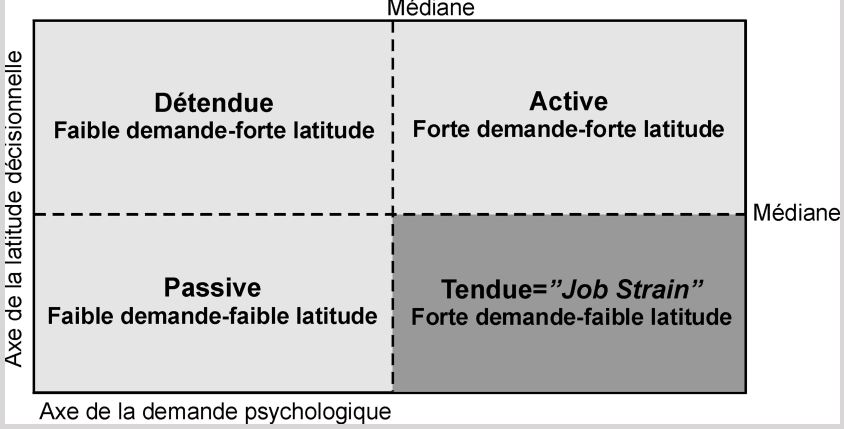 Médiane
Axe de la latitude décisionnelle
Détendue
Faible demande-forte latitude
Active
Forte demande-forte latitude
Médiane
Passive
Faible demande-faible latitude
Tendue=”Job Strain”
Forte demande-faible latitude
Axe de la demande psychologique